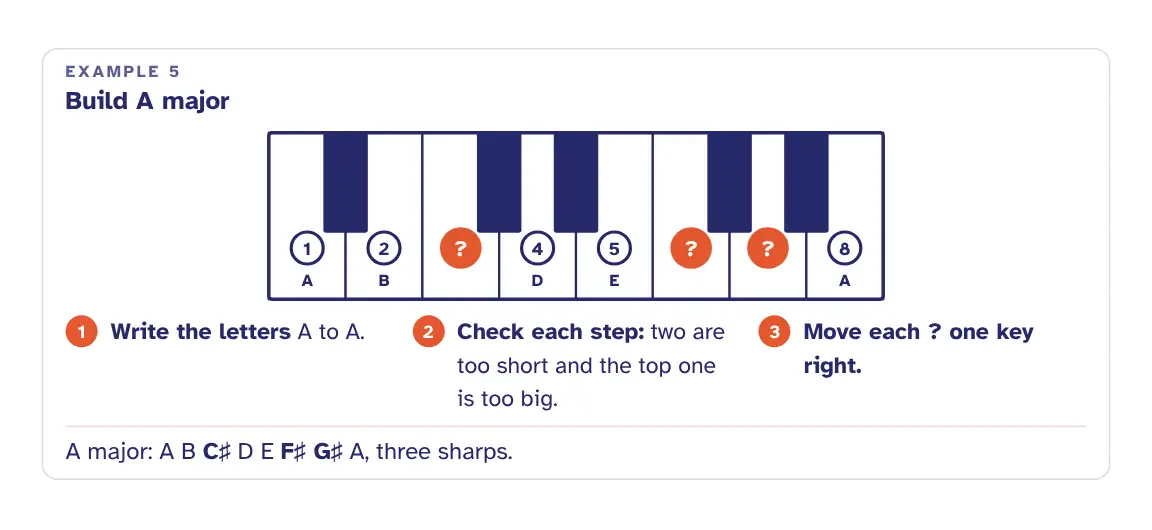 EXAMPLE 5
Build A major
1 2 ? 4 5 ? ? 8
A B D E A
1 Write the letters A to A.
2 Check each step: two are
too short and the top one
is too big.
3 Move each ? one key
right.
A major: A B C♯ D E F♯ G♯ A, three sharps.